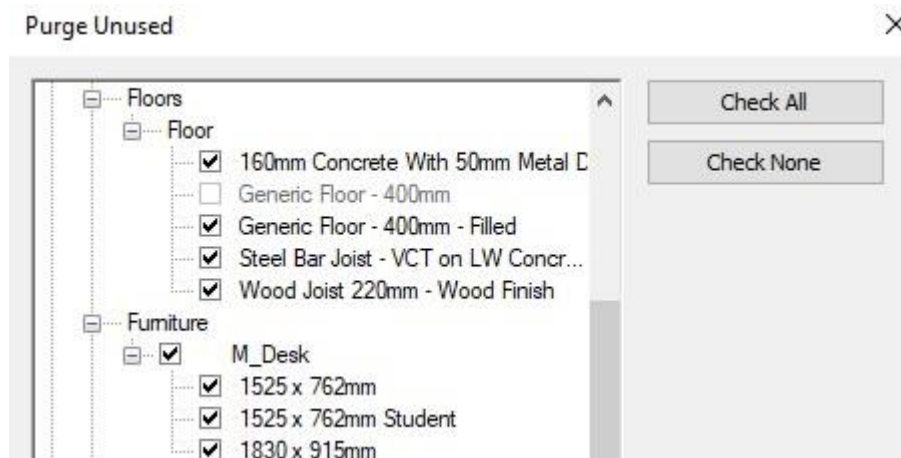 Purge Unused
Floors
Check All
Floor
160mm Concrete With 50mm Metal D
Check None
Generic Floor - 400mm
Generic Floor - 400mm - Filled
Steel Bar Joist - VCT on LW Concr...
Wood Joist 220mm - Wood Finish
Furniture
M_Desk
1525 x 762mm
1525 x 762mm Student
1830 x 915mm